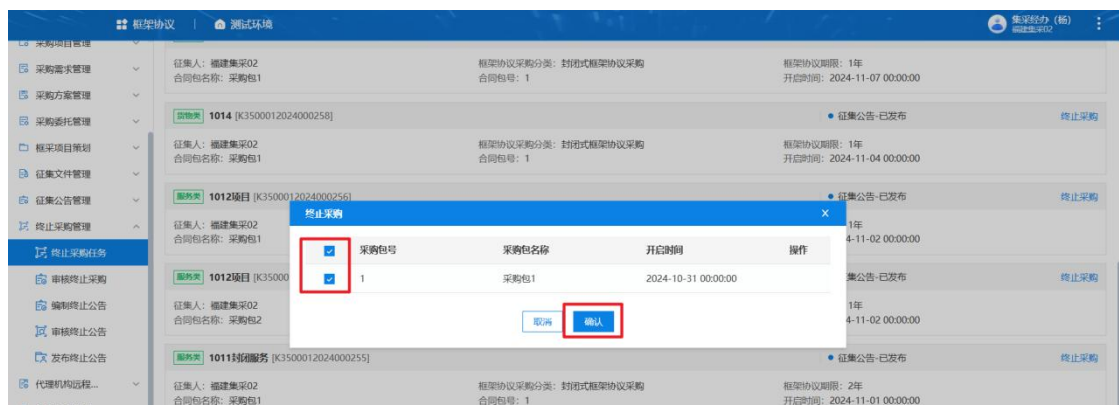 框架协议 | 测试环境 集采经办（杨）
福建集采02
采购项目管理
采购需求管理
采购方案管理
采购委托管理
框采项目策划
征集文件管理
征集公告管理
终止采购管理
终止采购任务
审核终止采购
编制终止公告
审核终止公告
发布终止公告
代理机构远程...
征集人：福建集采02 框架协议采购分类：封闭式框架协议采购 框架协议期限：1年
合同包名称：采购包1 合同包号：1 开启时间：2024-11-07 00:00:00
货物类 1014 [K3500012024000258] 征集公告-已发布 终止采购
征集人：福建集采02 框架协议采购分类：封闭式框架协议采购 框架协议期限：1年
合同包名称：采购包1 合同包号：1 开启时间：2024-11-04 00:00:00
服务类 1012项目 [K3500012024000256] 征集公告-已发布 终止采购
征集人：福建集采02 1年
合同包名称：采购包1 4-11-02 00:00:00
服务类 1012项目 [K35000 集公告-已发布 终止采购
征集人：福建集采02 1年
合同包名称：采购包2 4-11-02 00:00:00
服务类 1011封闭服务 [K3500012024000255] 征集公告-已发布 终止采购
征集人：福建集采02 框架协议采购分类：封闭式框架协议采购 框架协议期限：2年
合同包名称：采购包1 合同包号：1 开启时间：2024-11-01 00:00:00
终止采购 X
采购包号 采购包名称 开启时间 操作
1 采购包1 2024-10-31 00:00:00
取消 确认